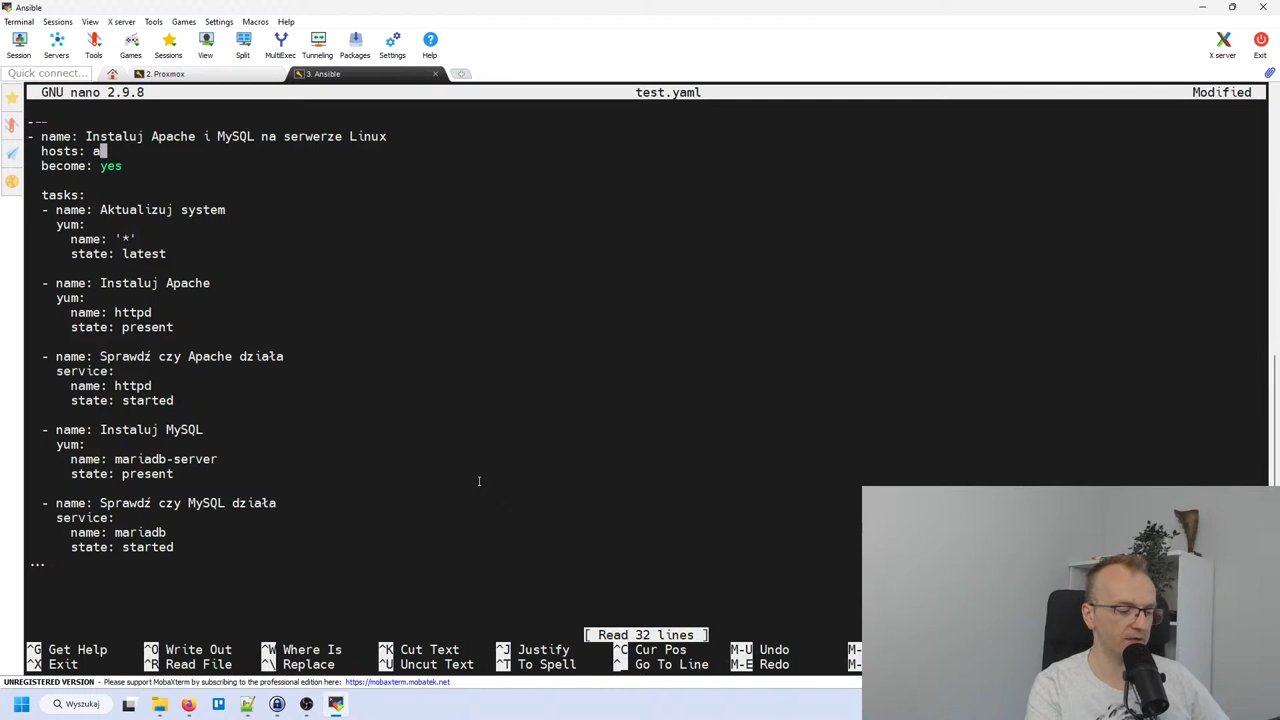 Ansible
Terminal Sessions View X server Tools Games Settings Macros Help
Session Servers Tools Games Sessions View Split MultiExec Tunneling Packages Settings Help X server Exit
Quick connect... 2. Proxmox 3. Ansible
GNU nano 2.9.8 test.yaml Modified
---
- name: Instaluj Apache i MySQL na serwerze Linux
hosts: a
become: yes
tasks:
- name: Aktualizuj system
yum:
name: '*'
state: latest
- name: Instaluj Apache
yum:
name: httpd
state: present
- name: Sprawdź czy Apache działa
service:
name: httpd
state: started
- name: Instaluj MySQL
yum:
name: mariadb-server
state: present
- name: Sprawdź czy MySQL działa
service:
name: mariadb
state: started
...
[ Read 32 lines ]
^G Get Help ^O Write Out ^W Where Is ^K Cut Text ^J Justify ^C Cur Pos M-U Undo M-
^X Exit ^R Read File ^\ Replace ^U Uncut Text ^T To Spell ^_ Go To Line M-E Redo M-
UNREGISTERED VERSION - Please support MobaXterm by subscribing to the professional edition here: https://mobaxterm.mobatek.net
Wyszukaj